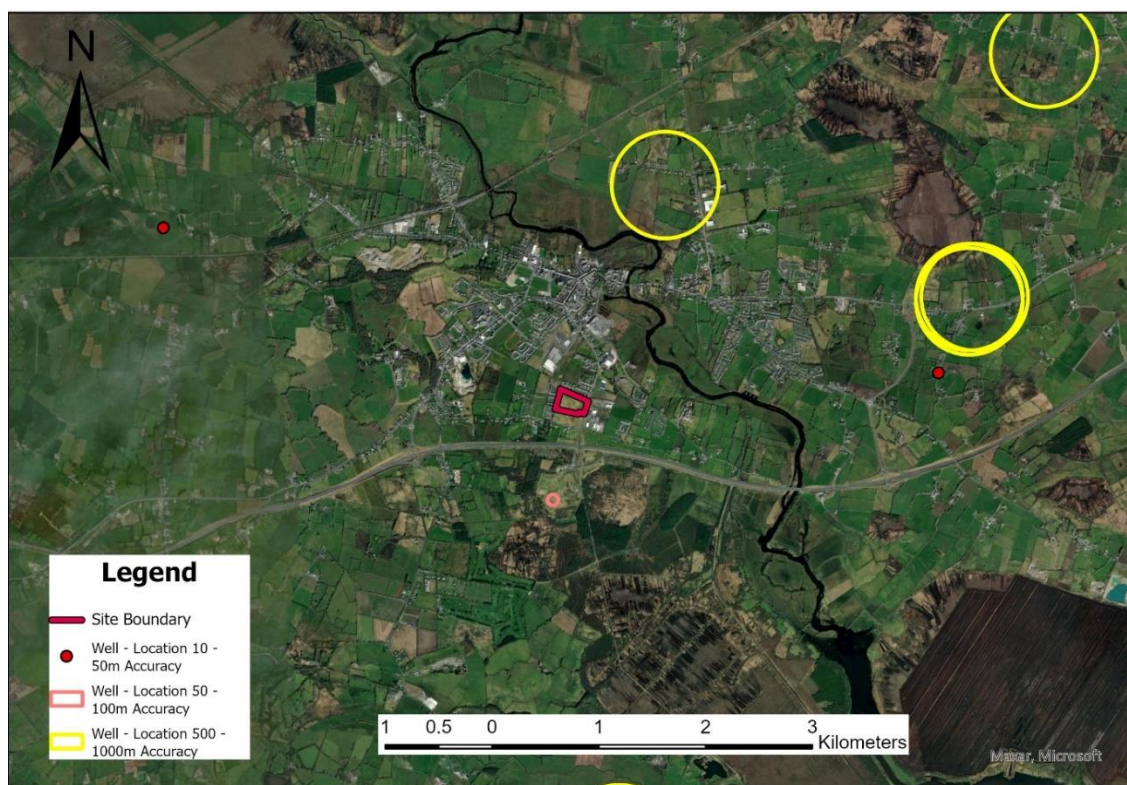 N
Legend
Site Boundary
Well - Location 10 -
50m Accuracy
Well - Location 50 -
100m Accuracy
Well - Location 500 -
1000m Accuracy
1 0.5 0 1 2 3
Kilometers
Maxar, Microsoft